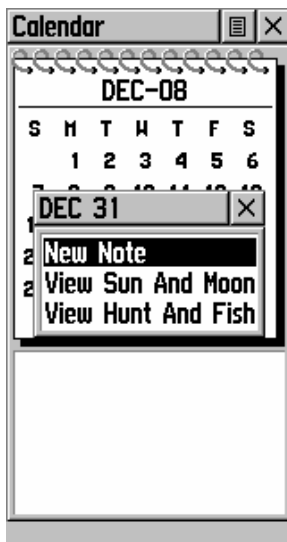 Calendar
DEC-08
S M T W T F S
1 2 3 4 5 6
DEC 31
New Note
View Sun And Moon
View Hunt And Fish